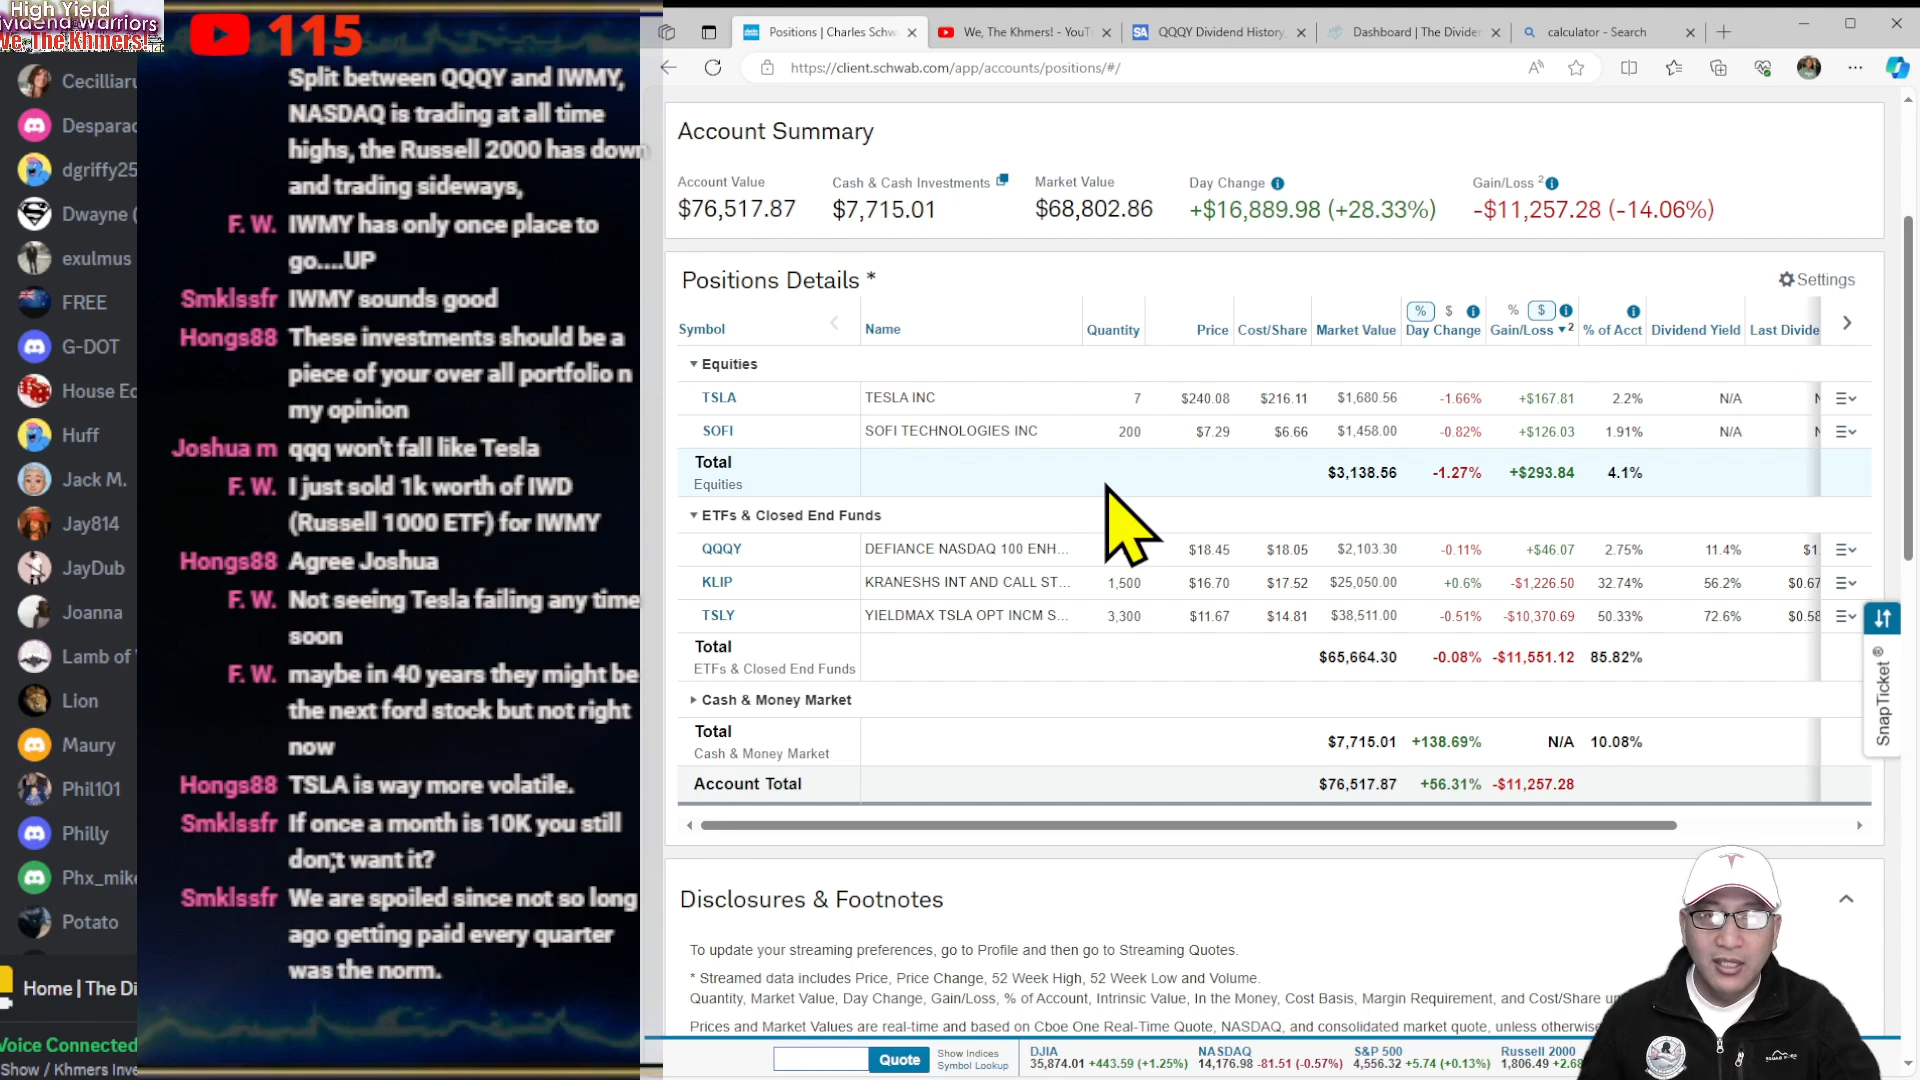 High Yield
Dividend Warriors
We, The Khmers!
Cecilliaru
Desparac
dgriffy25
Dwayne (
exulmus
FREE
G-DOT
House Ec
Huff
Jack M.
Jay814
JayDub
Joanna
Lamb of
Lion
Maury
Phil101
Philly
Phx_mike
Potato
Home | The Di
Voice Connected
Show / Khmers Inve
115
Split between QQQY and IWMY,
NASDAQ is trading at all time
highs, the Russell 2000 has down
and trading sideways,
F. W. IWMY has only once place to
go....UP
Smklssfr IWMY sounds good
Hongs88 These investments should be a
piece of your over all portfolio n
my opinion
Joshua m qqq won't fall like Tesla
F. W. I just sold 1k worth of IWD
(Russell 1000 ETF) for IWMY
Hongs88 Agree Joshua
F. W. Not seeing Tesla failing any time
soon
F. W. maybe in 40 years they might be
the next ford stock but not right
now
Hongs88 TSLA is way more volatile.
Smklssfr If once a month is 10K you still
don;t want it?
Smklssfr We are spoiled since not so long
ago getting paid every quarter
was the norm.
Positions | Charles Schw
We, The Khmers! - YouT
SA QQQY Dividend History,
Dashboard | The Divider
calculator - Search
https://client.schwab.com/app/accounts/positions/#/
Account Summary
Account Value Cash & Cash Investments Market Value Day Change Gain/Loss 2
$76,517.87 $7,715.01 $68,802.86 +$16,889.98 (+28.33%) -$11,257.28 (-14.06%)
Positions Details *
Settings
% $ % $
Symbol Name Quantity Price Cost/Share Market Value Day Change Gain/Loss 2 % of Acct Dividend Yield Last Divide
Equities
TSLA TESLA INC 7 $240.08 $216.11 $1,680.56 -1.66% +$167.81 2.2% N/A N
SOFI SOFI TECHNOLOGIES INC 200 $7.29 $6.66 $1,458.00 -0.82% +$126.03 1.91% N/A N
Total
Equities
$3,138.56 -1.27% +$293.84 4.1%
ETFs & Closed End Funds
QQQY DEFIANCE NASDAQ 100 ENH... $18.45 $18.05 $2,103.30 -0.11% +$46.07 2.75% 11.4% $1.
KLIP KRANESHS INT AND CALL ST... 1,500 $16.70 $17.52 $25,050.00 +0.6% -$1,226.50 32.74% 56.2% $0.67
TSLY YIELDMAX TSLA OPT INCM S... 3,300 $11.67 $14.81 $38,511.00 -0.51% -$10,370.69 50.33% 72.6% $0.58
Total
ETFs & Closed End Funds
$65,664.30 -0.08% -$11,551.12 85.82%
Cash & Money Market
Total
Cash & Money Market
$7,715.01 +138.69% N/A 10.08%
Account Total $76,517.87 +56.31% -$11,257.28
SnapTicket ®
Disclosures & Footnotes
To update your streaming preferences, go to Profile and then go to Streaming Quotes.
* Streamed data includes Price, Price Change, 52 Week High, 52 Week Low and Volume.
Quantity, Market Value, Day Change, Gain/Loss, % of Account, Intrinsic Value, In the Money, Cost Basis, Margin Requirement, and Cost/Share u
Prices and Market Values are real-time and based on Cboe One Real-Time Quote, NASDAQ, and consolidated market quote, unless otherwise
Quote
Show Indices
Symbol Lookup
DJIA
35,874.01 +443.59 (+1.25%)
NASDAQ
14,176.98 -81.51 (-0.57%)
S&P 500
4,556.32 +5.74 (+0.13%)
Russell 2000
1,806.49 +2.68